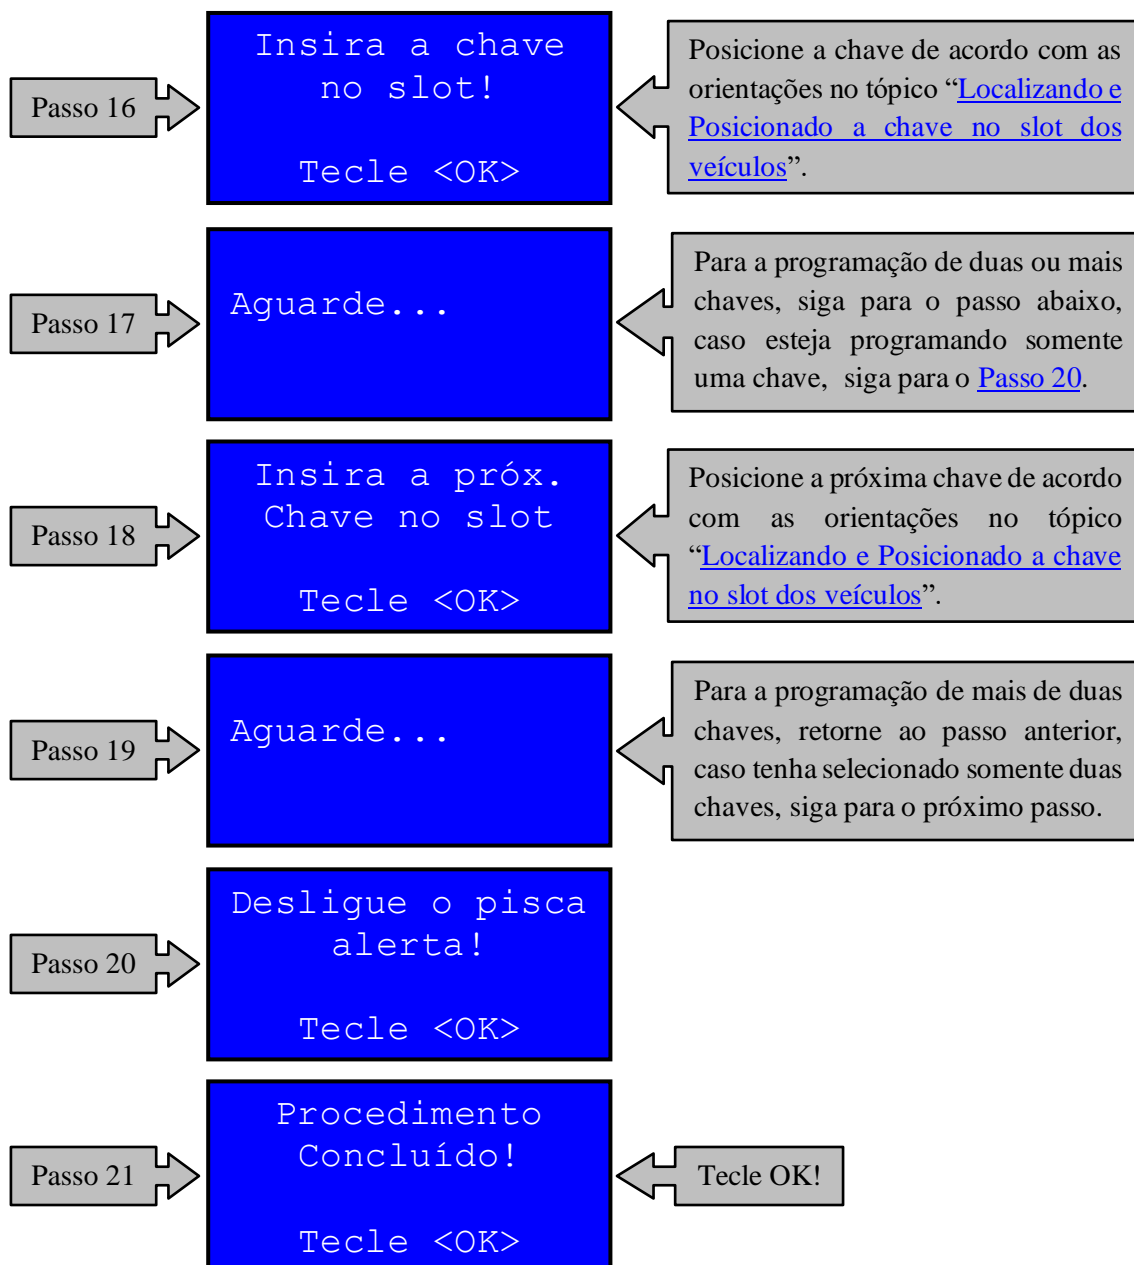 Passo 16
Insira a chave
no slot!
Tecle <OK>
Posicione a chave de acordo com as
orientações no tópico “Localizando e
Posicionado a chave no slot dos
veículos”.
Passo 17
Aguarde...
Para a programação de duas ou mais
chaves, siga para o passo abaixo,
caso esteja programando somente
uma chave, siga para o Passo 20.
Passo 18
Insira a próx.
Chave no slot
Tecle <OK>
Posicione a próxima chave de acordo
com as orientações no tópico
“Localizando e Posicionado a chave
no slot dos veículos”.
Passo 19
Aguarde...
Para a programação de mais de duas
chaves, retorne ao passo anterior,
caso tenha selecionado somente duas
chaves, siga para o próximo passo.
Passo 20
Desligue o pisca
alerta!
Tecle <OK>
Passo 21
Procedimento
Concluído!
Tecle <OK>
Tecle OK!